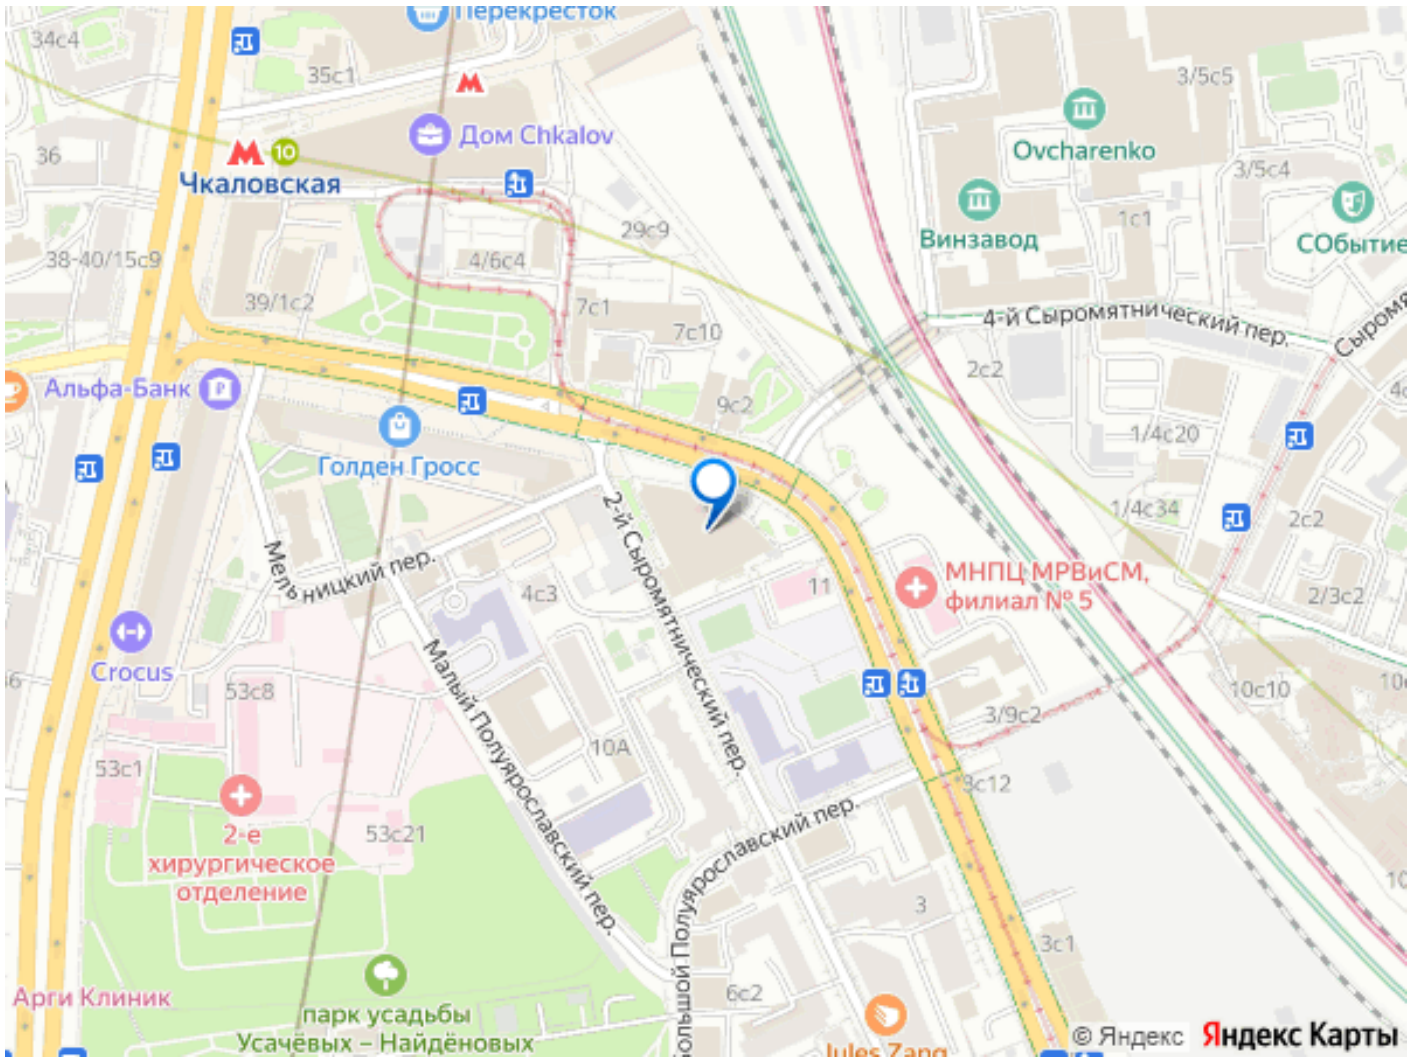 Перекресток
34с4
35с1
3/5с5
Дом Chkalov
Ovcharenko
36
10
Чкаловская
3/5с4
1с1
29с9
Винзавод
СОбытие
38-40/15с9
4/6с4
39/1с2
7с1
7с10
4-й Сыромятнический пер.
2с2
Альфа-Банк
9с2
1/4с20
Голден Гросс
1/4с34
2с2
2-й Сыромятнический пер.
Мельницкий пер.
4с3
11
МНПЦ МРВиСМ,
филиал № 5
2/3с2
Crocus
53с8
Малый Полуярославский пер.
10с10
3/9с2
10А
53с1
3с12
2-е
хирургическое
отделение
53с21
Большой Полуярославский пер.
3
3с1
Арги Клиник
6с2
парк усадьбы
Усачёвых – Найдёновых
Jules Zang
© Яндекс
Яндекс Карты